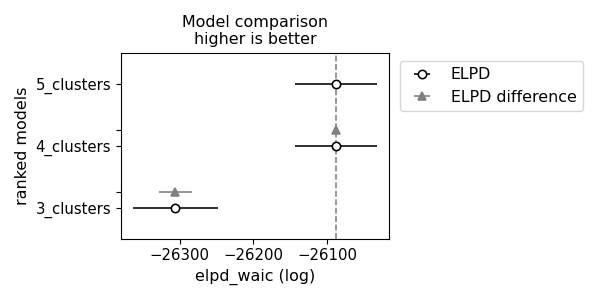 Model comparison
higher is better
ELPD
ELPD difference
ranked models
5_clusters
4_clusters
3_clusters
−26300 −26200 −26100
elpd_waic (log)